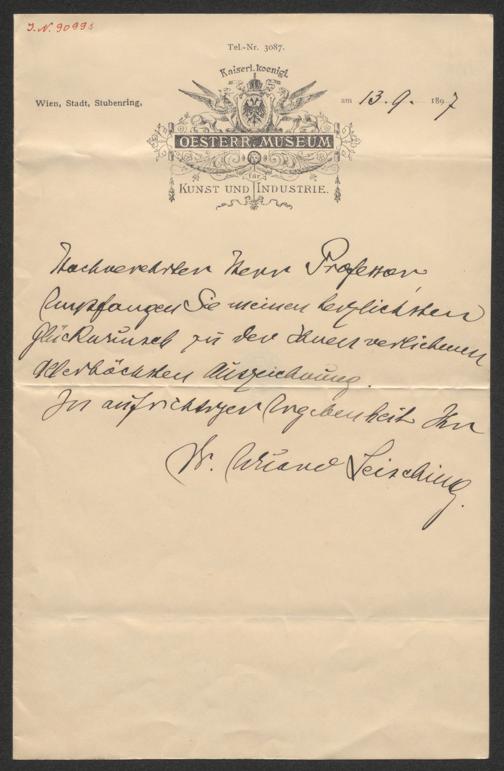 J. N. 90995
Tel.-Nr. 3087.
Kaiserl. koenigl.
Wien, Stadt, Stubenring,
am 13. 9. 1897
OESTERR. MUSEUM
für
KUNST UND INDUSTRIE.
Hochverehrter Herr Professor
Empfangen Sie meinen herzlichsten
Glückwunsch zu der Ihnen verliehenen
Allerhöchsten Auszeichnung.
In aufrichtiger Ergebenheit Ihr
Dr. Eduard Leisching.